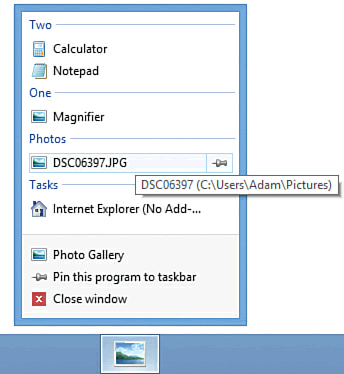 Two
Calculator
Notepad
One
Magnifier
Photos
DSC06397.JPG
DSC06397 (C:\Users\Adam\Pictures)
Tasks
Internet Explorer (No Add-...
Photo Gallery
Pin this program to taskbar
Close window